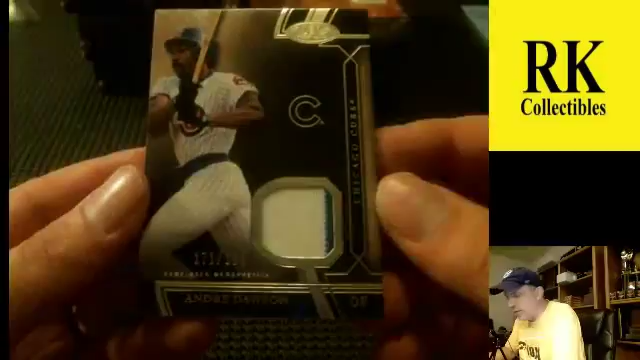 RK
Collectibles
C
CHICAGO CUBS
ANDRE DAWSON
OF